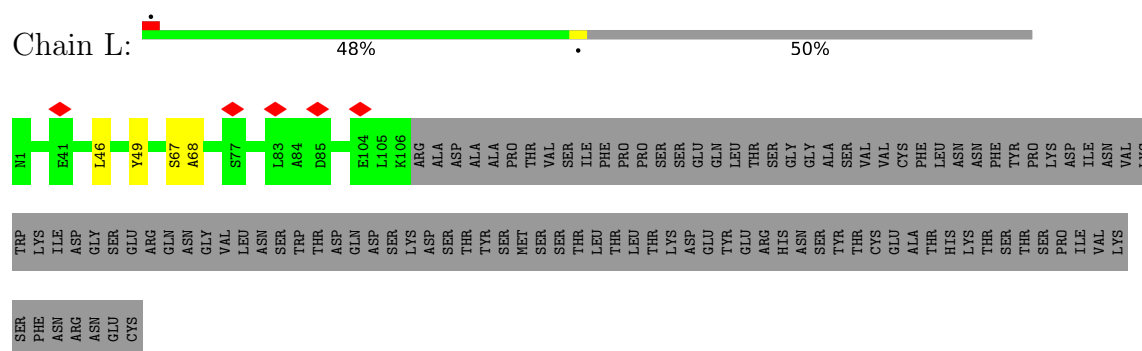 Chain L: 48% 50%
N1 E41 L46 Y49 S67 A68 S77 L83 A84 D85 E104 L105 K106 ARG ALA ASP ALA ALA PRO THR VAL SER ILE PHE PRO PRO SER SER GLU GLN LEU THR SER GLY GLY ALA SER VAL VAL CYS PHE LEU ASN ASN PHE TYR PRO LYS ASP ILE ASN VAL
TRP LYS ILE ASP GLY SER GLU ARG GLN ASN GLY VAL LEU ASN SER TRP THR ASP GLN ASP SER LYS ASP SER THR TYR SER MET SER SER THR LEU THR LEU THR LYS ASP GLU TYR GLU ARG HIS ASN SER TYR THR CYS GLU ALA THR HIS LYS THR SER THR SER PRO ILE VAL LYS
SER PHE ASN ARG ASN GLU CYS